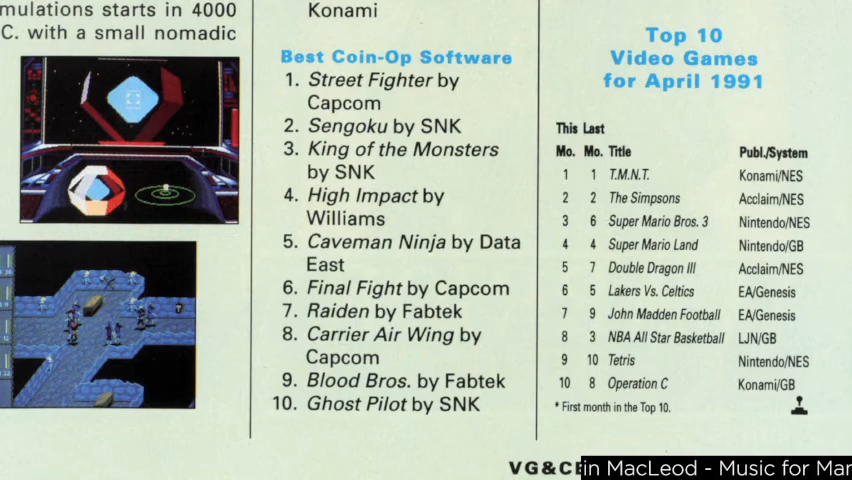 mulations starts in 4000
C. with a small nomadic
Konami
Best Coin-Op Software
1. Street Fighter by
Capcom
2. Sengoku by SNK
3. King of the Monsters
by SNK
4. High Impact by
Williams
5. Caveman Ninja by Data
East
6. Final Fight by Capcom
7. Raiden by Fabtek
8. Carrier Air Wing by
Capcom
9. Blood Bros. by Fabtek
10. Ghost Pilot by SNK
Top 10
Video Games
for April 1991
This Last
Mo. Mo. Title Publ./System
1 1 T.M.N.T. Konami/NES
2 2 The Simpsons Acclaim/NES
3 6 Super Mario Bros. 3 Nintendo/NES
4 4 Super Mario Land Nintendo/GB
5 7 Double Dragon III Acclaim/NES
6 5 Lakers Vs. Celtics EA/Genesis
7 9 John Madden Football EA/Genesis
8 3 NBA All Star Basketball LJN/GB
9 10 Tetris Nintendo/NES
10 8 Operation C Konami/GB
* First month in the Top 10.
VG&CE
in MacLeod - Music for Man